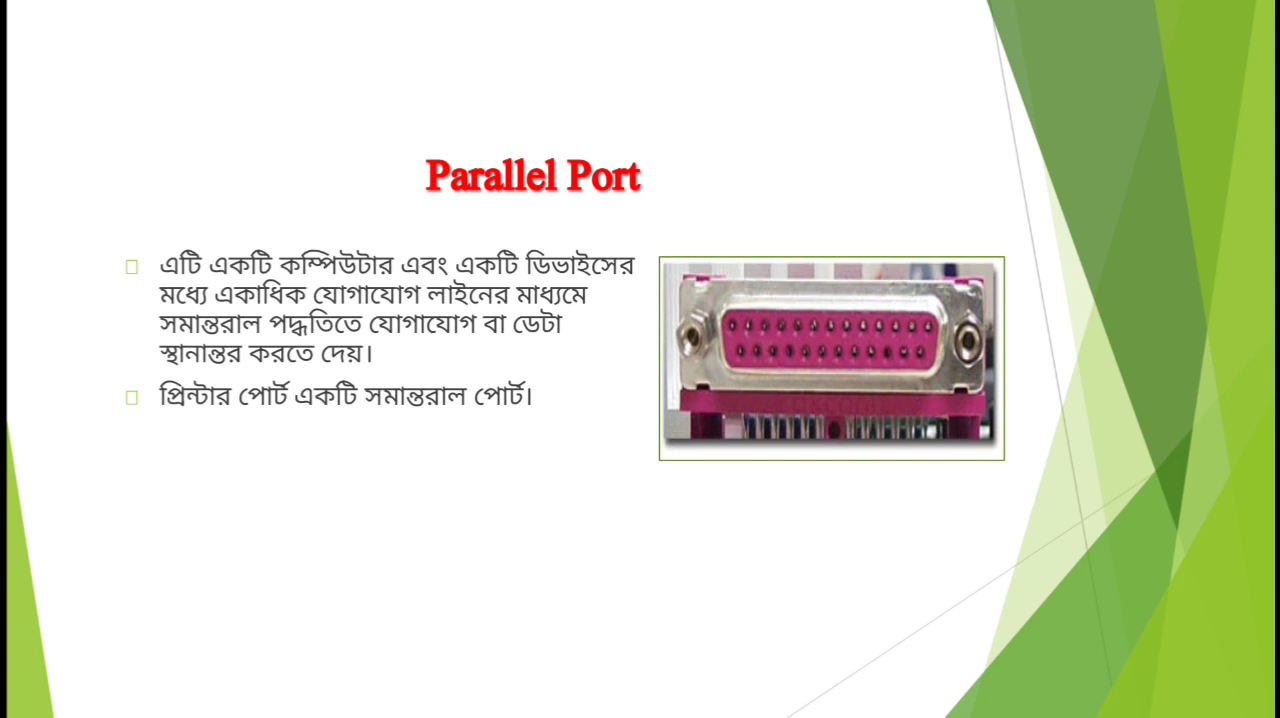 Parallel Port
এটি একটি কম্পিউটার এবং একটি ডিভাইসের
মধ্যে একাধিক যোগাযোগ লাইনের মাধ্যমে
সমান্তরাল পদ্ধতিতে যোগাযোগ বা ডেটা
স্থানান্তর করতে দেয়।
প্রিন্টার পোর্ট একটি সমান্তরাল পোর্ট।